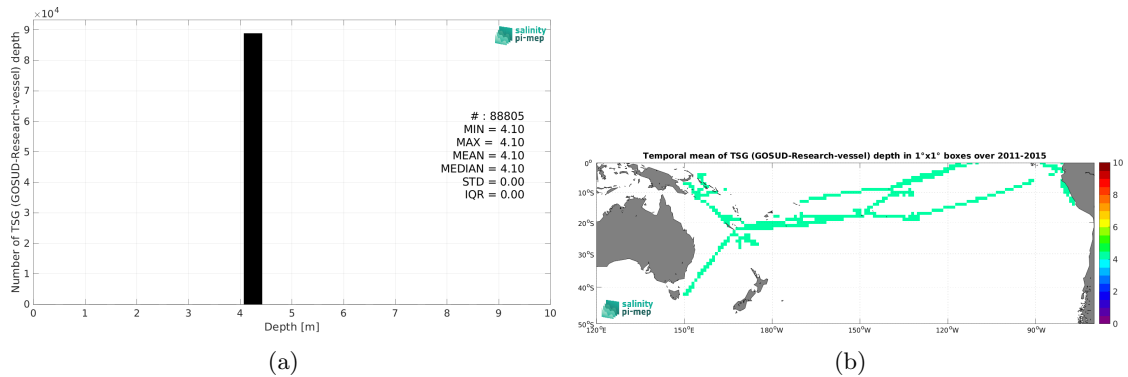 ×10⁴
9
8
7
6
5
4
3
2
1
0
Number of TSG (GOSUD-Research-vessel) depth
salinity
pi-mep
# : 88805
MIN = 4.10
MAX = 4.10
MEAN = 4.10
MEDIAN = 4.10
STD = 0.00
IQR = 0.00
0 1 2 3 4 5 6 7 8 9 10
Depth [m]
(a)
Temporal mean of TSG (GOSUD-Research-vessel) depth in 1°x1° boxes over 2011-2015
0°
10°S
20°S
30°S
40°S
50°S
120°E 150°E 180°W 150°W 120°W 90°W
salinity
pi-mep
10
8
6
4
2
0
(b)